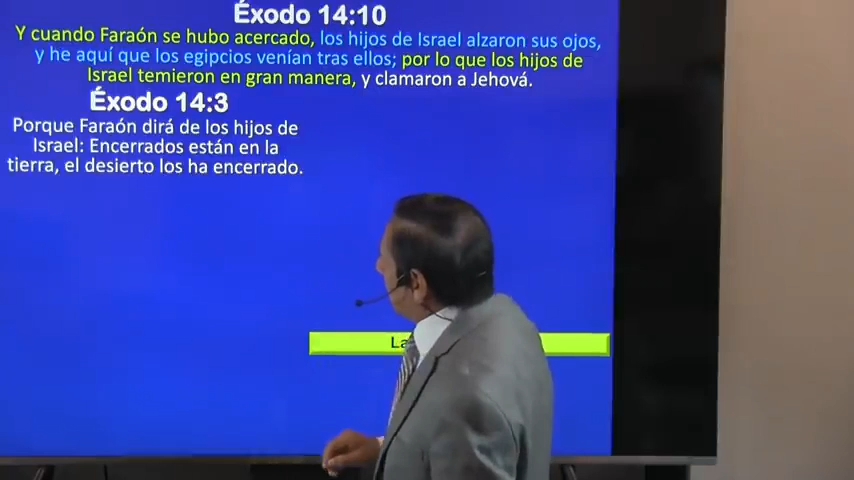 Éxodo 14:10
Y cuando Faraón se hubo acercado, los hijos de Israel alzaron sus ojos,
y he aquí que los egipcios venían tras ellos; por lo que los hijos de
Israel temieron en gran manera, y clamaron a Jehová.
Éxodo 14:3
Porque Faraón dirá de los hijos de
Israel: Encerrados están en la
tierra, el desierto los ha encerrado.